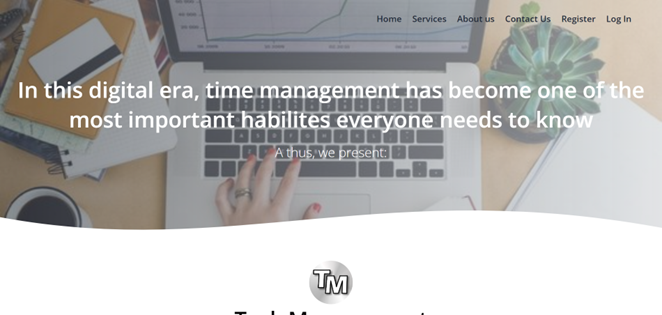 Home Services About us Contact Us Register Log In
In this digital era, time management has become one of the
most important habilites everyone needs to know
A thus, we present:
TM